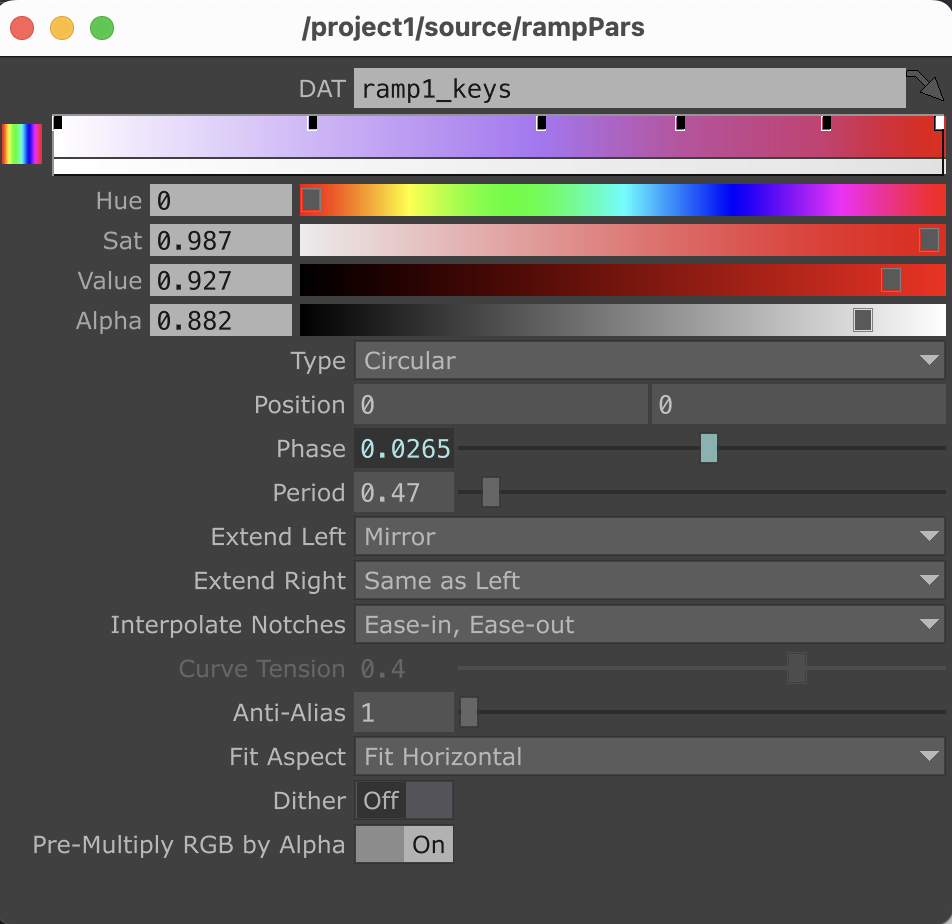 /project1/source/rampPars
DAT ramp1_keys
Hue 0
Sat 0.987
Value 0.927
Alpha 0.882
Type Circular
Position 0 0
Phase 0.0265
Period 0.47
Extend Left Mirror
Extend Right Same as Left
Interpolate Notches Ease-in, Ease-out
Curve Tension 0.4
Anti-Alias 1
Fit Aspect Fit Horizontal
Dither Off
Pre-Multiply RGB by Alpha On